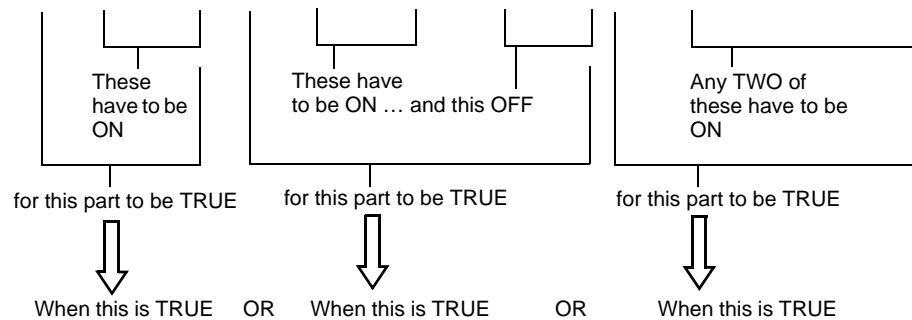 These
have to be
ON
These have
to be ON … and this OFF
Any TWO of
these have to be
ON
for this part to be TRUE
for this part to be TRUE
for this part to be TRUE
When this is TRUE OR When this is TRUE OR When this is TRUE